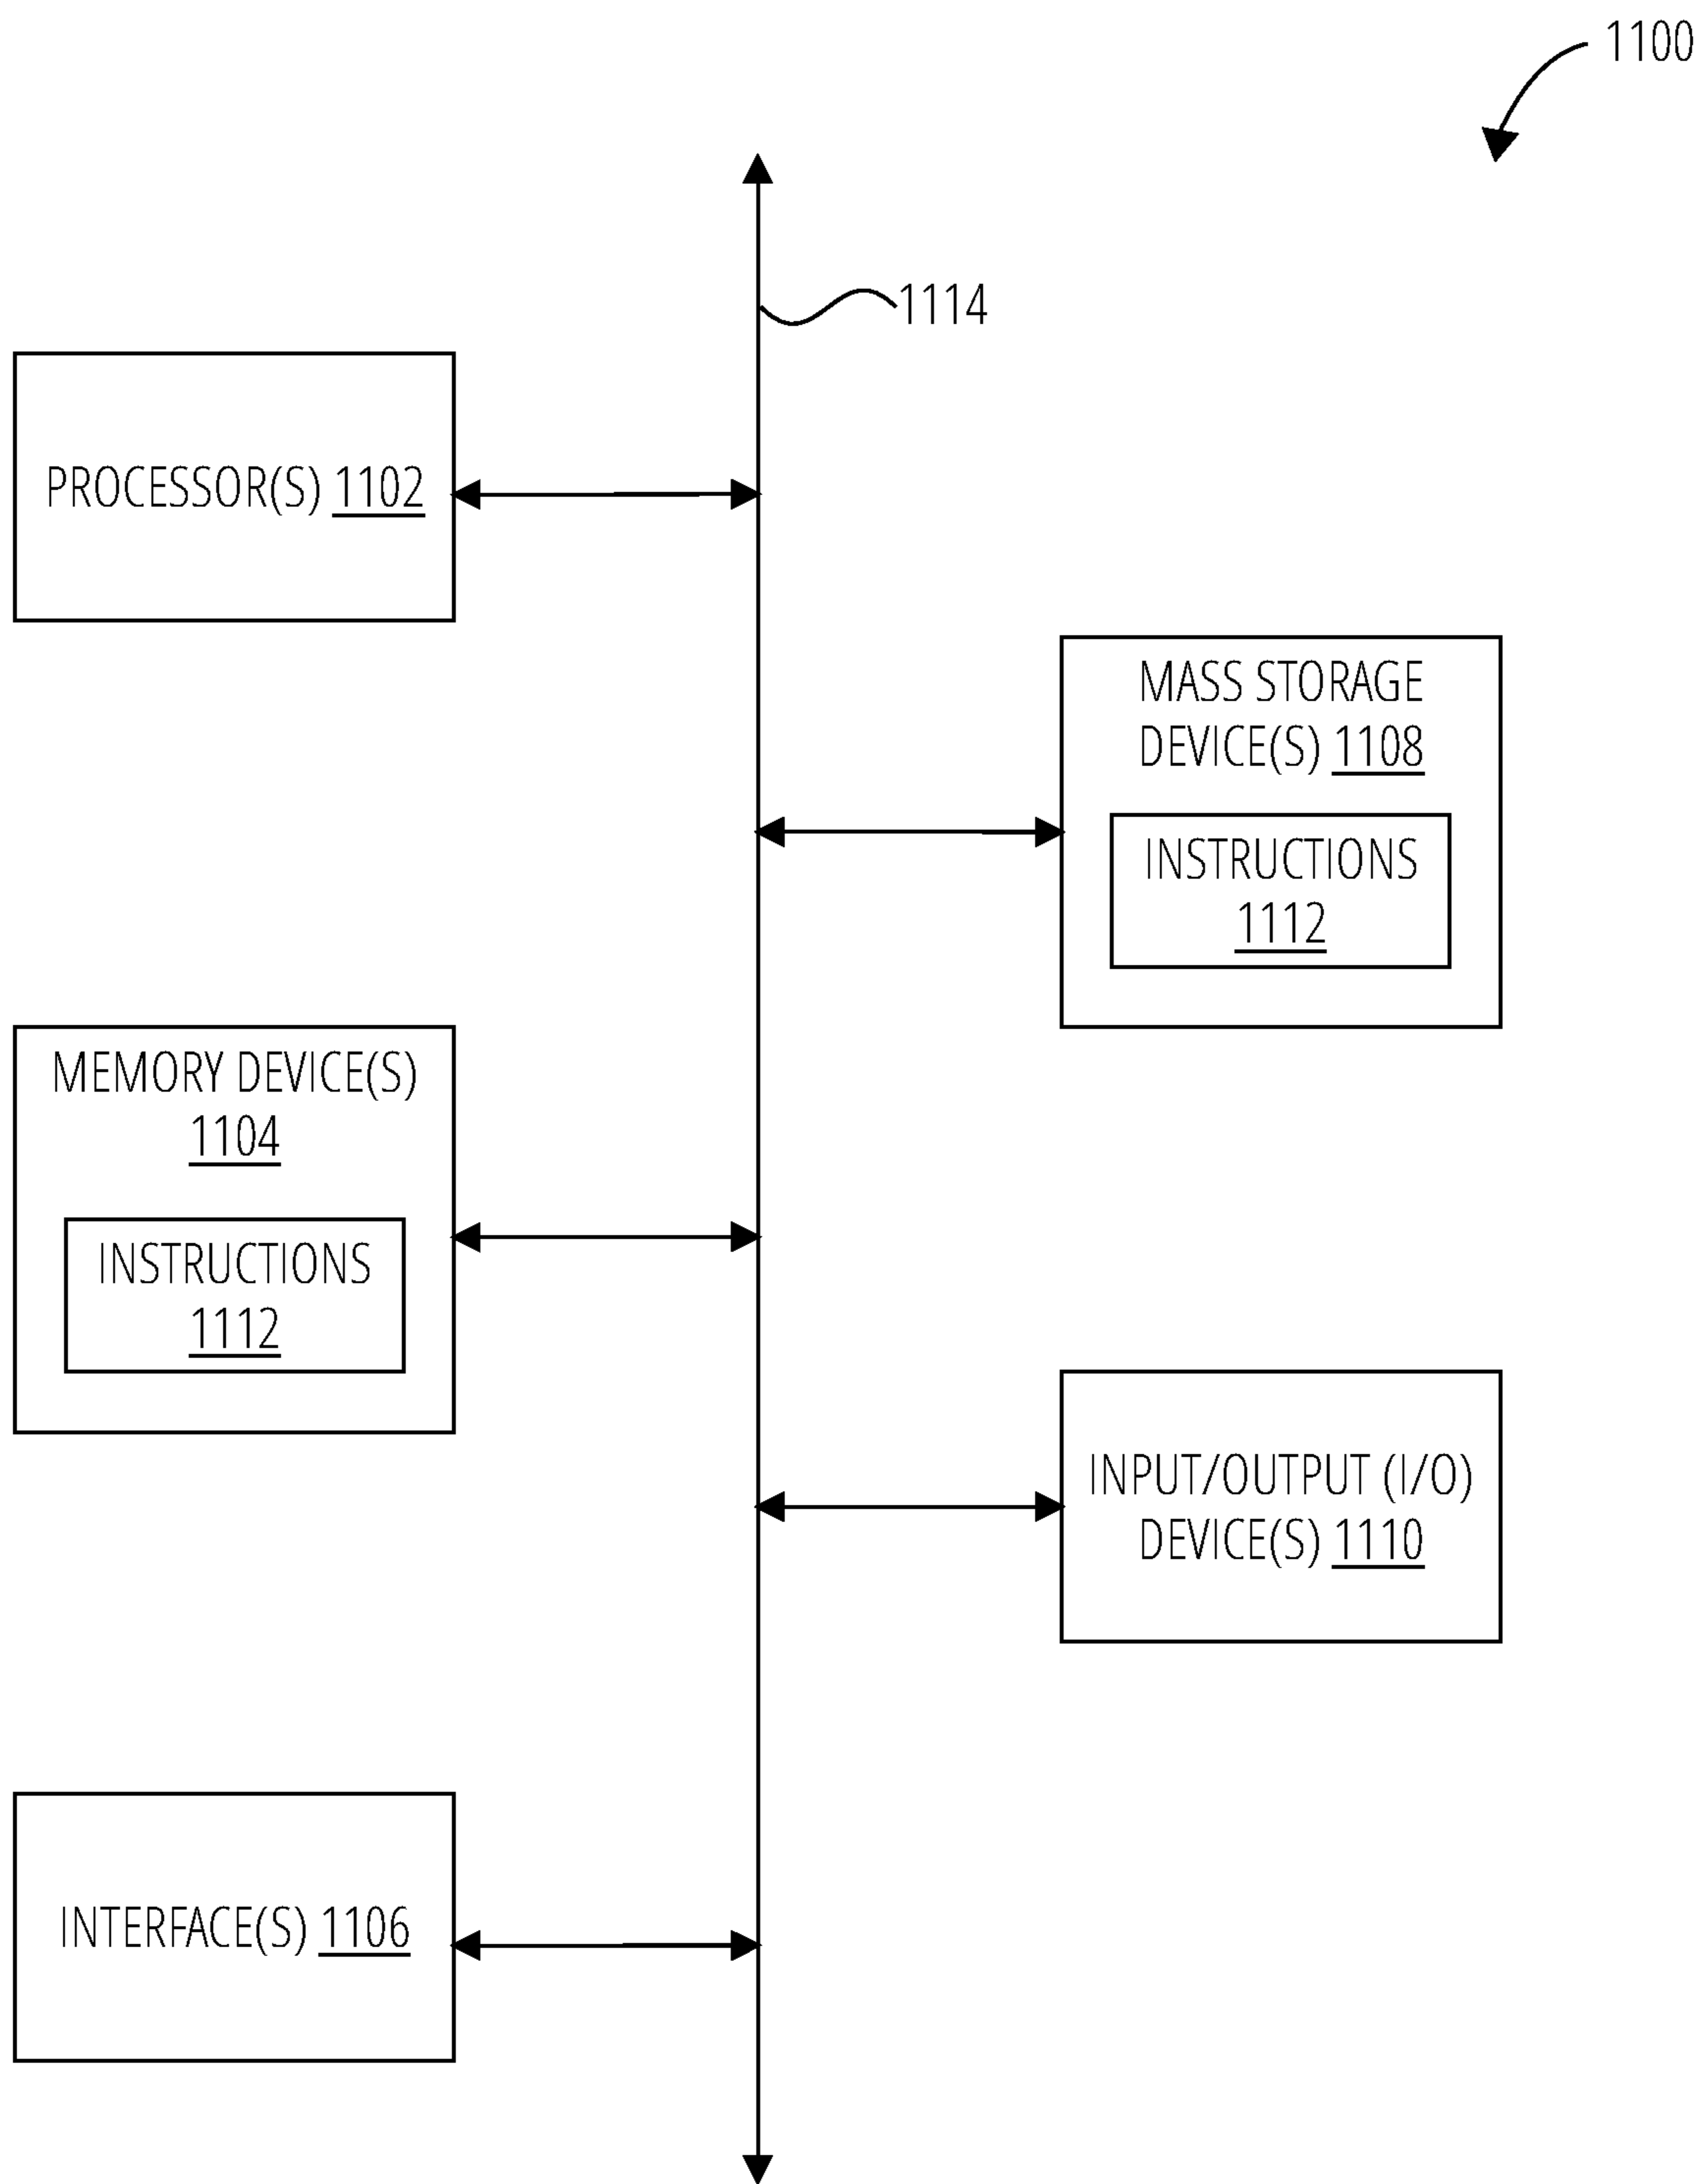 1100
1114
PROCESSOR(S) 1102
MASS STORAGE
DEVICE(S) 1108
INSTRUCTIONS
1112
MEMORY DEVICE(S)
1104
INSTRUCTIONS
1112
INPUT/OUTPUT (I/O)
DEVICE(S) 1110
INTERFACE(S) 1106